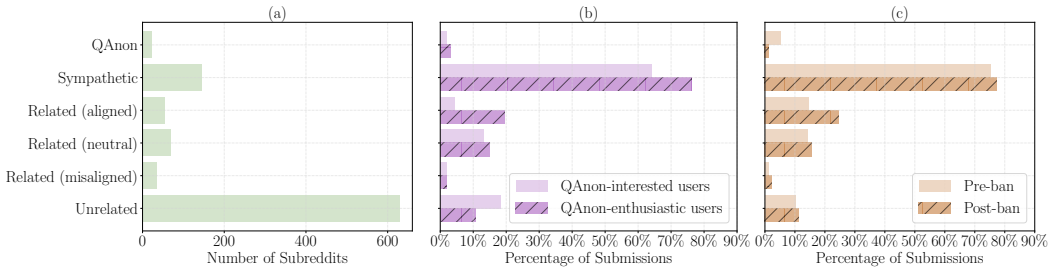 (a)
(b)
(c)
QAnon
Sympathetic
Related (aligned)
Related (neutral)
Related (misaligned)
Unrelated
QAnon-interested users
QAnon-enthusiastic users
Pre-ban
Post-ban
0 200 400 600
0% 10% 20% 30% 40% 50% 60% 70% 80% 90%
0% 10% 20% 30% 40% 50% 60% 70% 80% 90%
Number of Subreddits
Percentage of Submissions
Percentage of Submissions